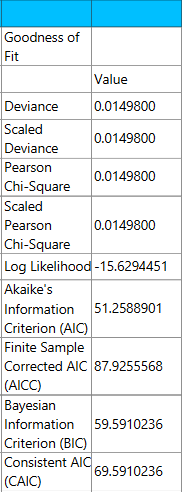 Goodness of
Fit
Value
Deviance 0.0149800
Scaled
Deviance 0.0149800
Pearson
Chi-Square 0.0149800
Scaled
Pearson
Chi-Square 0.0149800
Log Likelihood -15.6294451
Akaike's
Information
Criterion (AIC) 51.2588901
Finite Sample
Corrected AIC
(AICC) 87.9255568
Bayesian
Information
Criterion (BIC) 59.5910236
Consistent AIC
(CAIC) 69.5910236